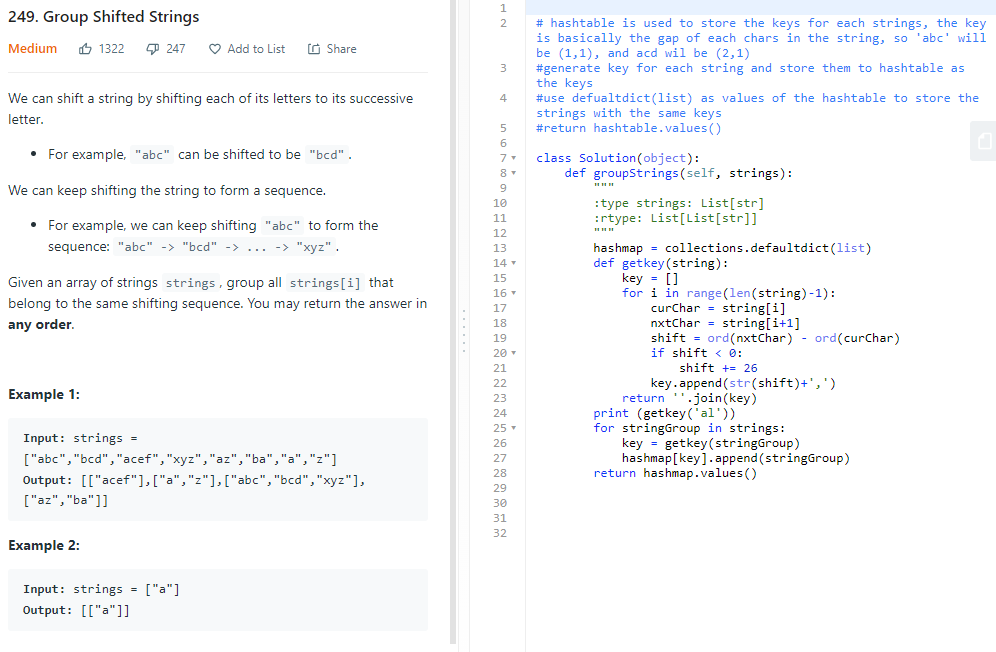 249. Group Shifted Strings
Medium 1322 247 Add to List Share
We can shift a string by shifting each of its letters to its successive
letter.
• For example, "abc" can be shifted to be "bcd".
We can keep shifting the string to form a sequence.
• For example, we can keep shifting "abc" to form the
sequence: "abc" -> "bcd" -> ... -> "xyz".
Given an array of strings strings, group all strings[i] that
belong to the same shifting sequence. You may return the answer in
any order.
Example 1:
Input: strings =
["abc","bcd","acef","xyz","az","ba","a","z"]
Output: [["acef"],["a","z"],["abc","bcd","xyz"],
["az","ba"]]
Example 2:
Input: strings = ["a"]
Output: [["a"]]
1
2 # hashtable is used to store the keys for each strings, the key
is basically the gap of each chars in the string, so 'abc' will
be (1,1), and acd wil be (2,1)
3 #generate key for each string and store them to hashtable as
the keys
4 #use defualtdict(list) as values of the hashtable to store the
strings with the same keys
5 #return hashtable.values()
6
7 class Solution(object):
8 def groupStrings(self, strings):
9 """
10 :type strings: List[str]
11 :rtype: List[List[str]]
12 """
13 hashmap = collections.defaultdict(list)
14 def getkey(string):
15 key = []
16 for i in range(len(string)-1):
17 curChar = string[i]
18 nxtChar = string[i+1]
19 shift = ord(nxtChar) - ord(curChar)
20 if shift < 0:
21 shift += 26
22 key.append(str(shift)+',')
23 return ''.join(key)
24 print (getkey('al'))
25 for stringGroup in strings:
26 key = getkey(stringGroup)
27 hashmap[key].append(stringGroup)
28 return hashmap.values()
29
30
31
32